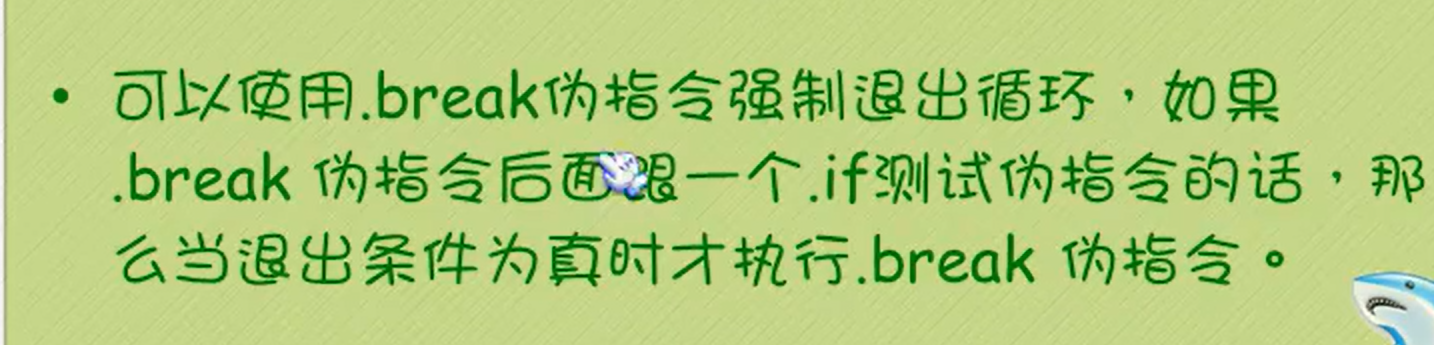 • 可以使用.break伪指令强制退出循环，如果
.break 伪指令后面跟一个.if测试伪指令的话，那
么当退出条件为真时才执行.break 伪指令。